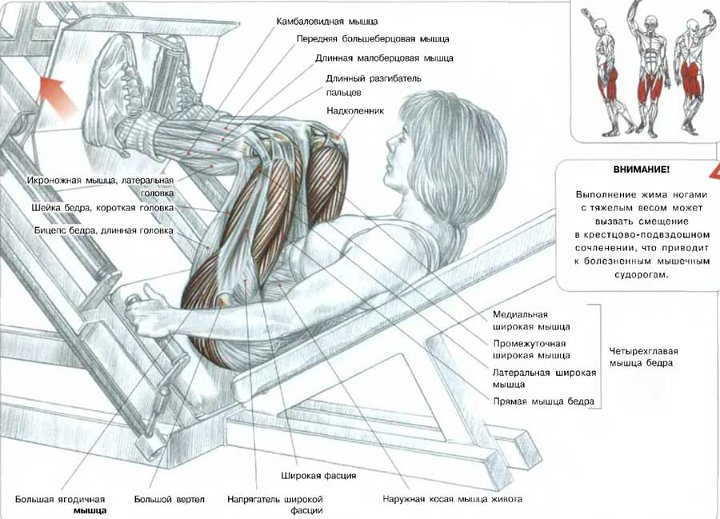 Камбаловидная мышца
Передняя большеберцовая мышца
Длинная малоберцовая мышца
Длинный разгибатель
пальцев
Надколенник
Икроножная мышца, латеральная
головка
Шейка бедра, короткая головка
Бицепс бедра, длинная головка
ВНИМАНИЕ!
Выполнение жима ногами
с тяжелым весом может
вызвать смещение
в крестцово-подвздошном
сочленении, что приводит
к болезненным мышечным
судорогам.
Медиальная
широкая мышца
Промежуточная
широкая мышца
Латеральная широкая
мышца
Прямая мышца бедра
Четырехглавая
мышца бедра
Широкая фасция
Большая ягодичная
мышца
Большой вертел
Напрягатель широкой
фасции
Наружная косая мышца живота